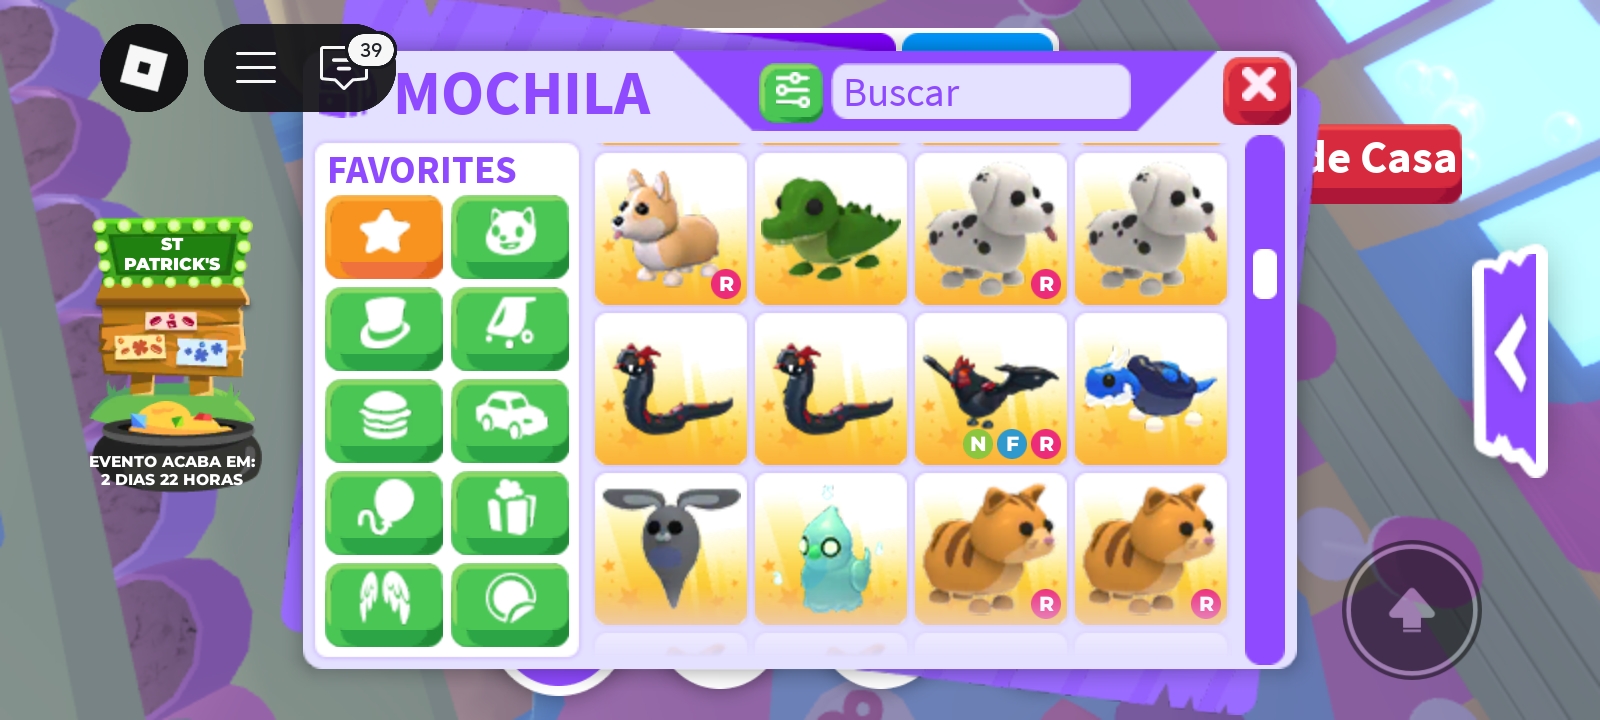 39
MOCHILA
Buscar
FAVORITES
de Casa
ST
PATRICK'S
EVENTO ACABA EM:
2 DIAS 22 HORAS
R
R
N F R
R
R